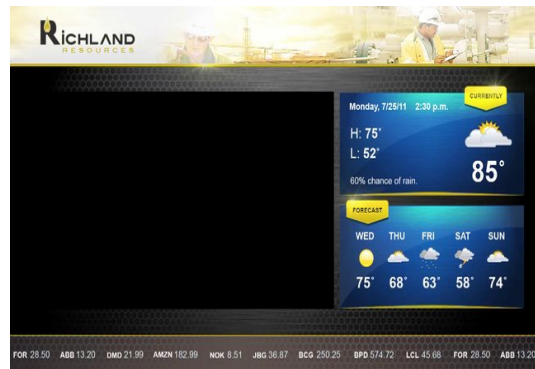 RICHLAND
RESOURCES
CURRENTLY
Monday, 7/25/11 2:30 p.m.
H: 75°
L: 52°
85°
60% chance of rain.
FORECAST
WED THU FRI SAT SUN
75° 68° 63° 58° 74°
FOR 28.50 ABB 13.20 DMD 21.99 AMZN 182.99 NOK 8.51 JBG 36.87 BCG 250.25 BPD 574.72 LCL 45.68 FOR 28.50 ABB 13.20